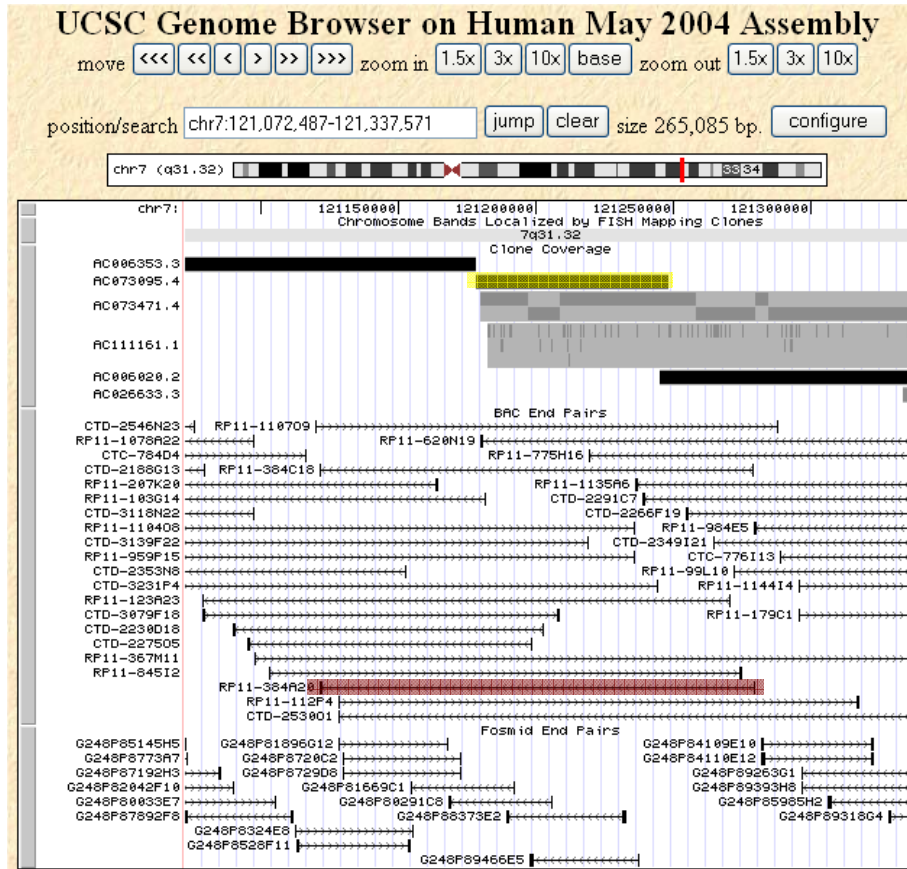 UCSC Genome Browser on Human May 2004 Assembly
move <<< << < > >> >>> zoom in 1.5x 3x 10x base zoom out 1.5x 3x 10x
position/search chr7:121,072,487-121,337,571 jump clear size 265,085 bp. configure
chr7 (q31.32) 33 34
chr7: 121150000 121200000 121250000 121300000
Chromosome Bands Localized by FISH Mapping Clones
7q31.32
Clone Coverage
AC006353.3
AC073095.4
AC073471.4
AC111161.1
AC006020.2
AC026633.3
BAC End Pairs
CTD-2546N23 RP11-110709
RP11-1078A22 RP11-620N19
CTC-784D4 RP11-775H16
CTD-2188G13 RP11-384C18
RP11-207K20 RP11-1135A6
RP11-103G14 CTD-2291C7
CTD-3118N22 CTD-2266F19
RP11-1104O8 RP11-984E5
CTD-3139F22 CTD-2349I21
RP11-959P15 CTC-776I13
CTD-2353N8 RP11-99L10
CTD-3231P4 RP11-1144I4
RP11-123A23
CTD-3079F18 RP11-179C1
CTD-2230D18
CTD-2275O5
RP11-367M11
RP11-845I2
RP11-384A20
RP11-112P4
CTD-2530O1
Fosmid End Pairs
G248P85145H5 G248P81896G12 G248P84109E10
G248P8773A7 G248P8720C2 G248P84110E12
G248P87192H3 G248P8729D8 G248P89263G1
G248P82042F10 G248P81669C1 G248P89393H8
G248P80033E7 G248P80291C8 G248P85985H2
G248P87892F8 G248P88373E2 G248P89318G4
G248P8324E8
G248P8528F11
G248P89466E5